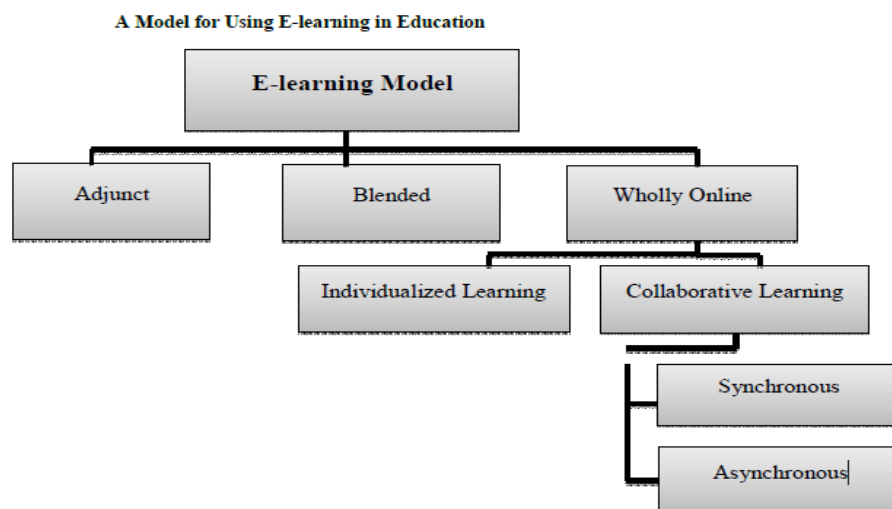 A Model for Using E-learning in Education
E-learning Model
Adjunct
Blended
Wholly Online
Individualized Learning
Collaborative Learning
Synchronous
Asynchronous